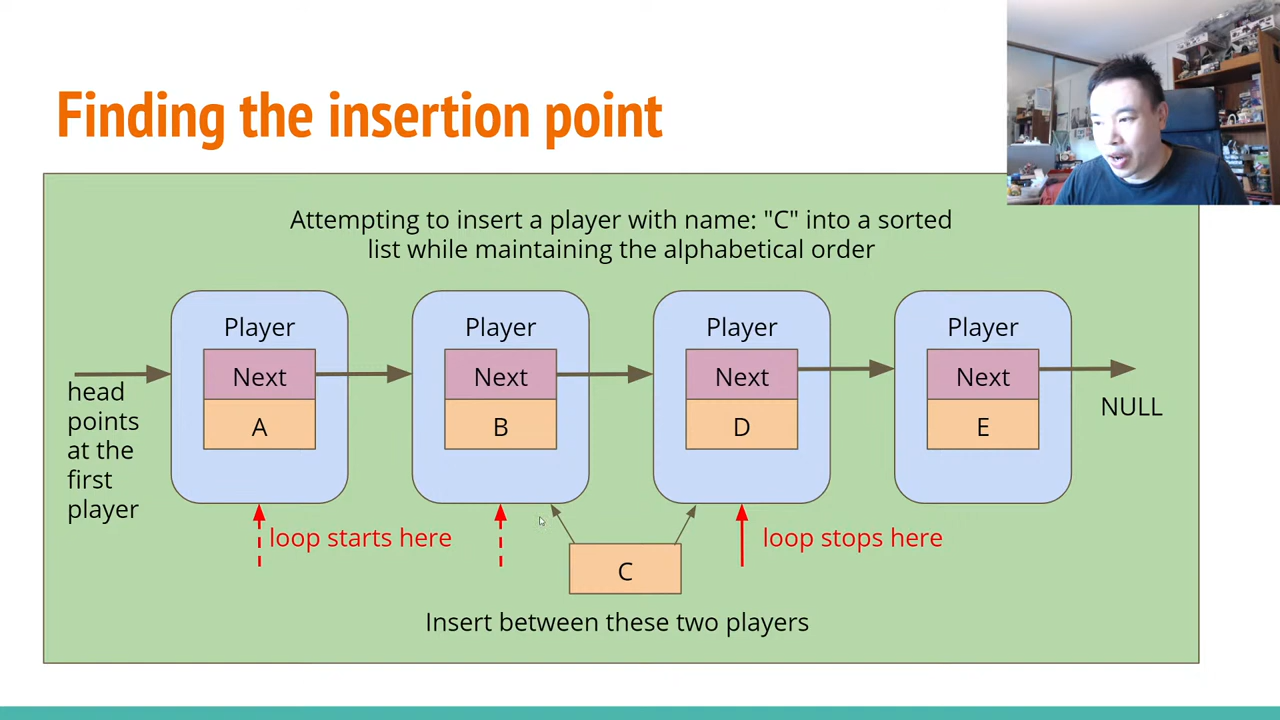 Finding the insertion point
Attempting to insert a player with name: "C" into a sorted
list while maintaining the alphabetical order
Player
Next
A
Player
Next
B
Player
Next
D
Player
Next
E
head
points
at the
first
player
NULL
loop starts here
loop stops here
C
Insert between these two players